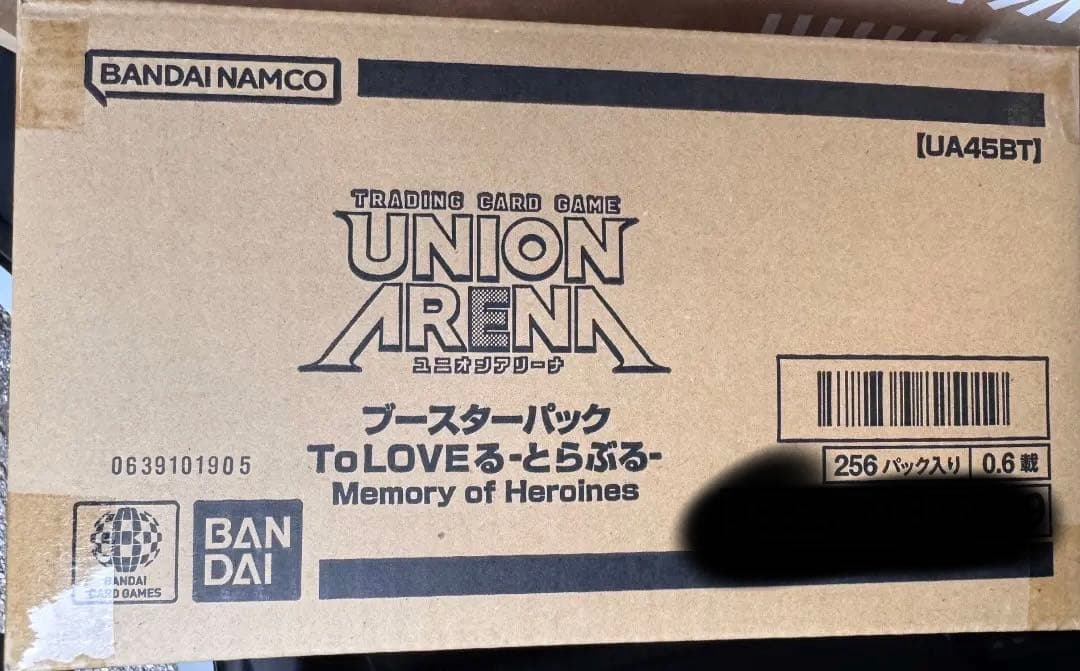 BANDAI NAMCO
【UA45BT】
TRADING CARD GAME
UNION
ARENA
ユニオンアリーナ
ブースターパック
To LOVEる -とらぶる-
Memory of Heroines
0639101905
256 パック入り 0.6 載
BANDAI
CARD GAMES
BAN
DAI